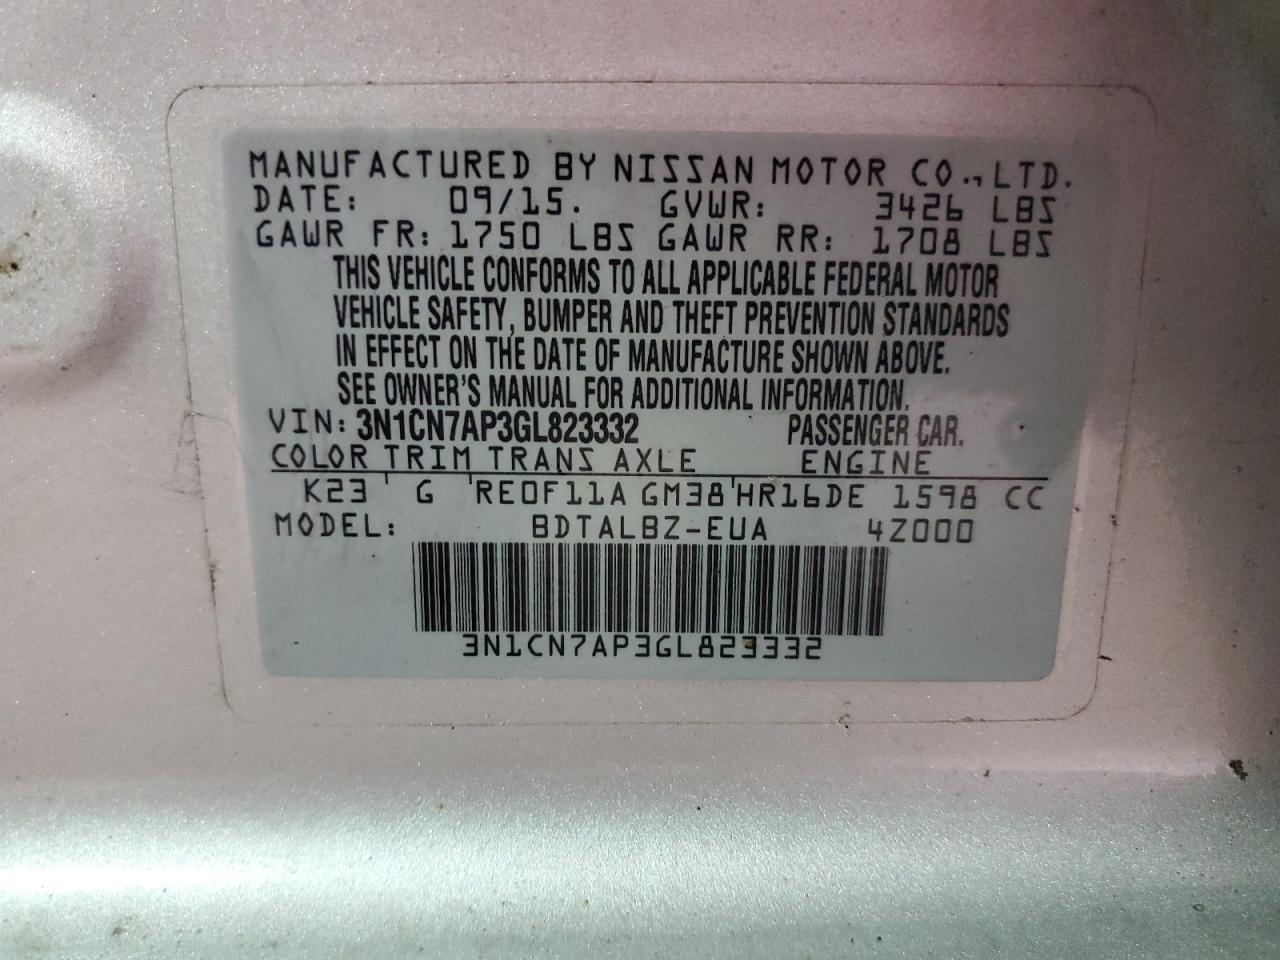 MANUFACTURED BY NISSAN MOTOR CO., LTD.
DATE: 09/15. GVWR: 3426 LBS
GAWR FR: 1750 LBS GAWR RR: 1708 LBS
THIS VEHICLE CONFORMS TO ALL APPLICABLE FEDERAL MOTOR
VEHICLE SAFETY, BUMPER AND THEFT PREVENTION STANDARDS
IN EFFECT ON THE DATE OF MANUFACTURE SHOWN ABOVE.
SEE OWNER'S MANUAL FOR ADDITIONAL INFORMATION.
VIN: 3N1CN7AP3GL823332 PASSENGER CAR.
COLOR TRIM TRANS AXLE ENGINE
K23 ' G 'RE0F11A GM38'HR16DE 1598 CC
MODEL: BDTALBZ-EUA 4Z000
3N1CN7AP3GL823332